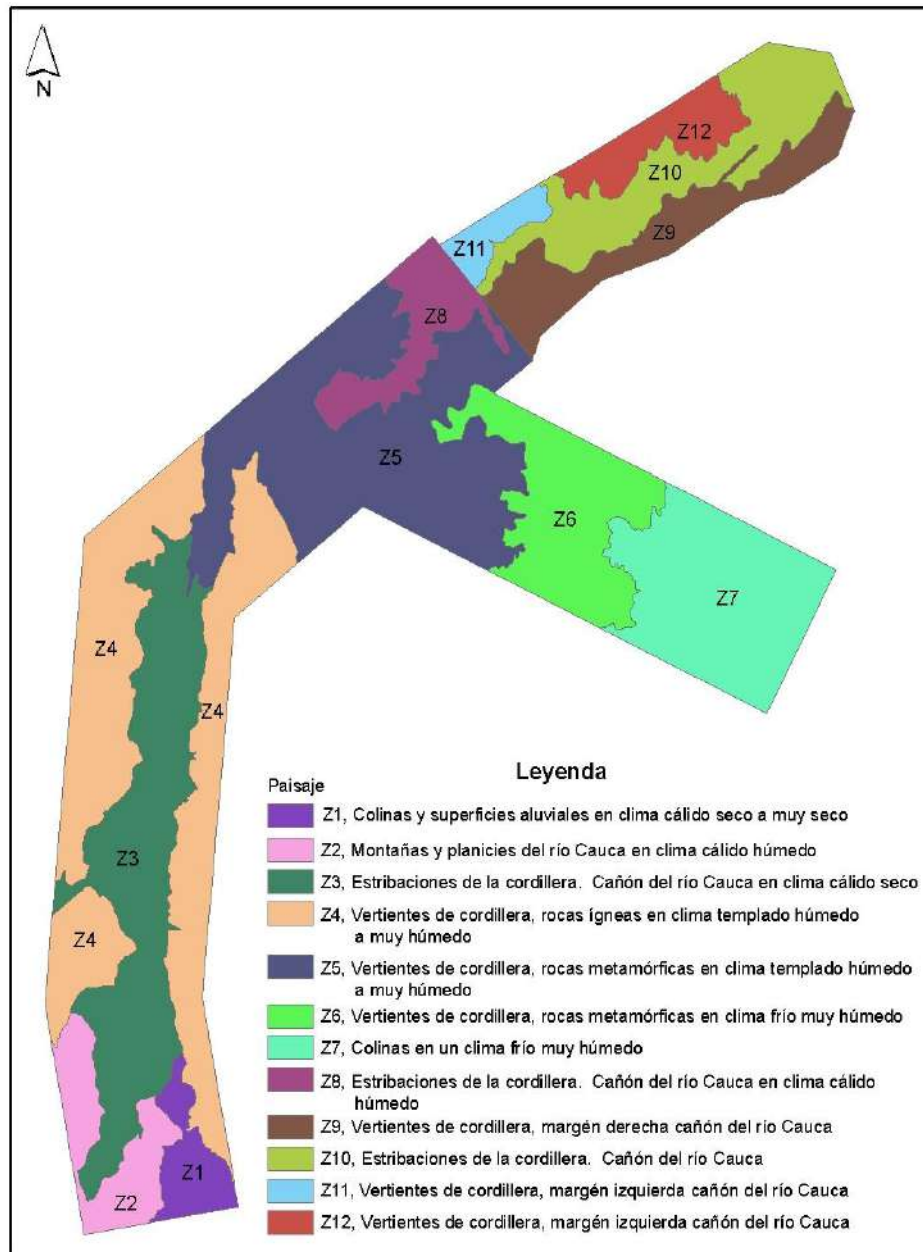 N
Z12
Z10
Z9
Z11
Z8
Z5
Z6
Z7
Z4
Z4
Z3
Z4
Z1
Z2
Leyenda
Paisaje
Z1, Colinas y superficies aluviales en clima cálido seco a muy seco
Z2, Montañas y planicies del río Cauca en clima cálido húmedo
Z3, Estribaciones de la cordillera. Cañón del río Cauca en clima cálido seco
Z4, Vertientes de cordillera, rocas ígneas en clima templado húmedo
a muy húmedo
Z5, Vertientes de cordillera, rocas metamórficas en clima templado húmedo
a muy húmedo
Z6, Vertientes de cordillera, rocas metamórficas en clima frío muy húmedo
Z7, Colinas en un clima frío muy húmedo
Z8, Estribaciones de la cordillera. Cañón del río Cauca en clima cálido
húmedo
Z9, Vertientes de cordillera, margén derecha cañón del río Cauca
Z10, Estribaciones de la cordillera. Cañón del río Cauca
Z11, Vertientes de cordillera, margén izquierda cañón del río Cauca
Z12, Vertientes de cordillera, margén izquierda cañón del río Cauca